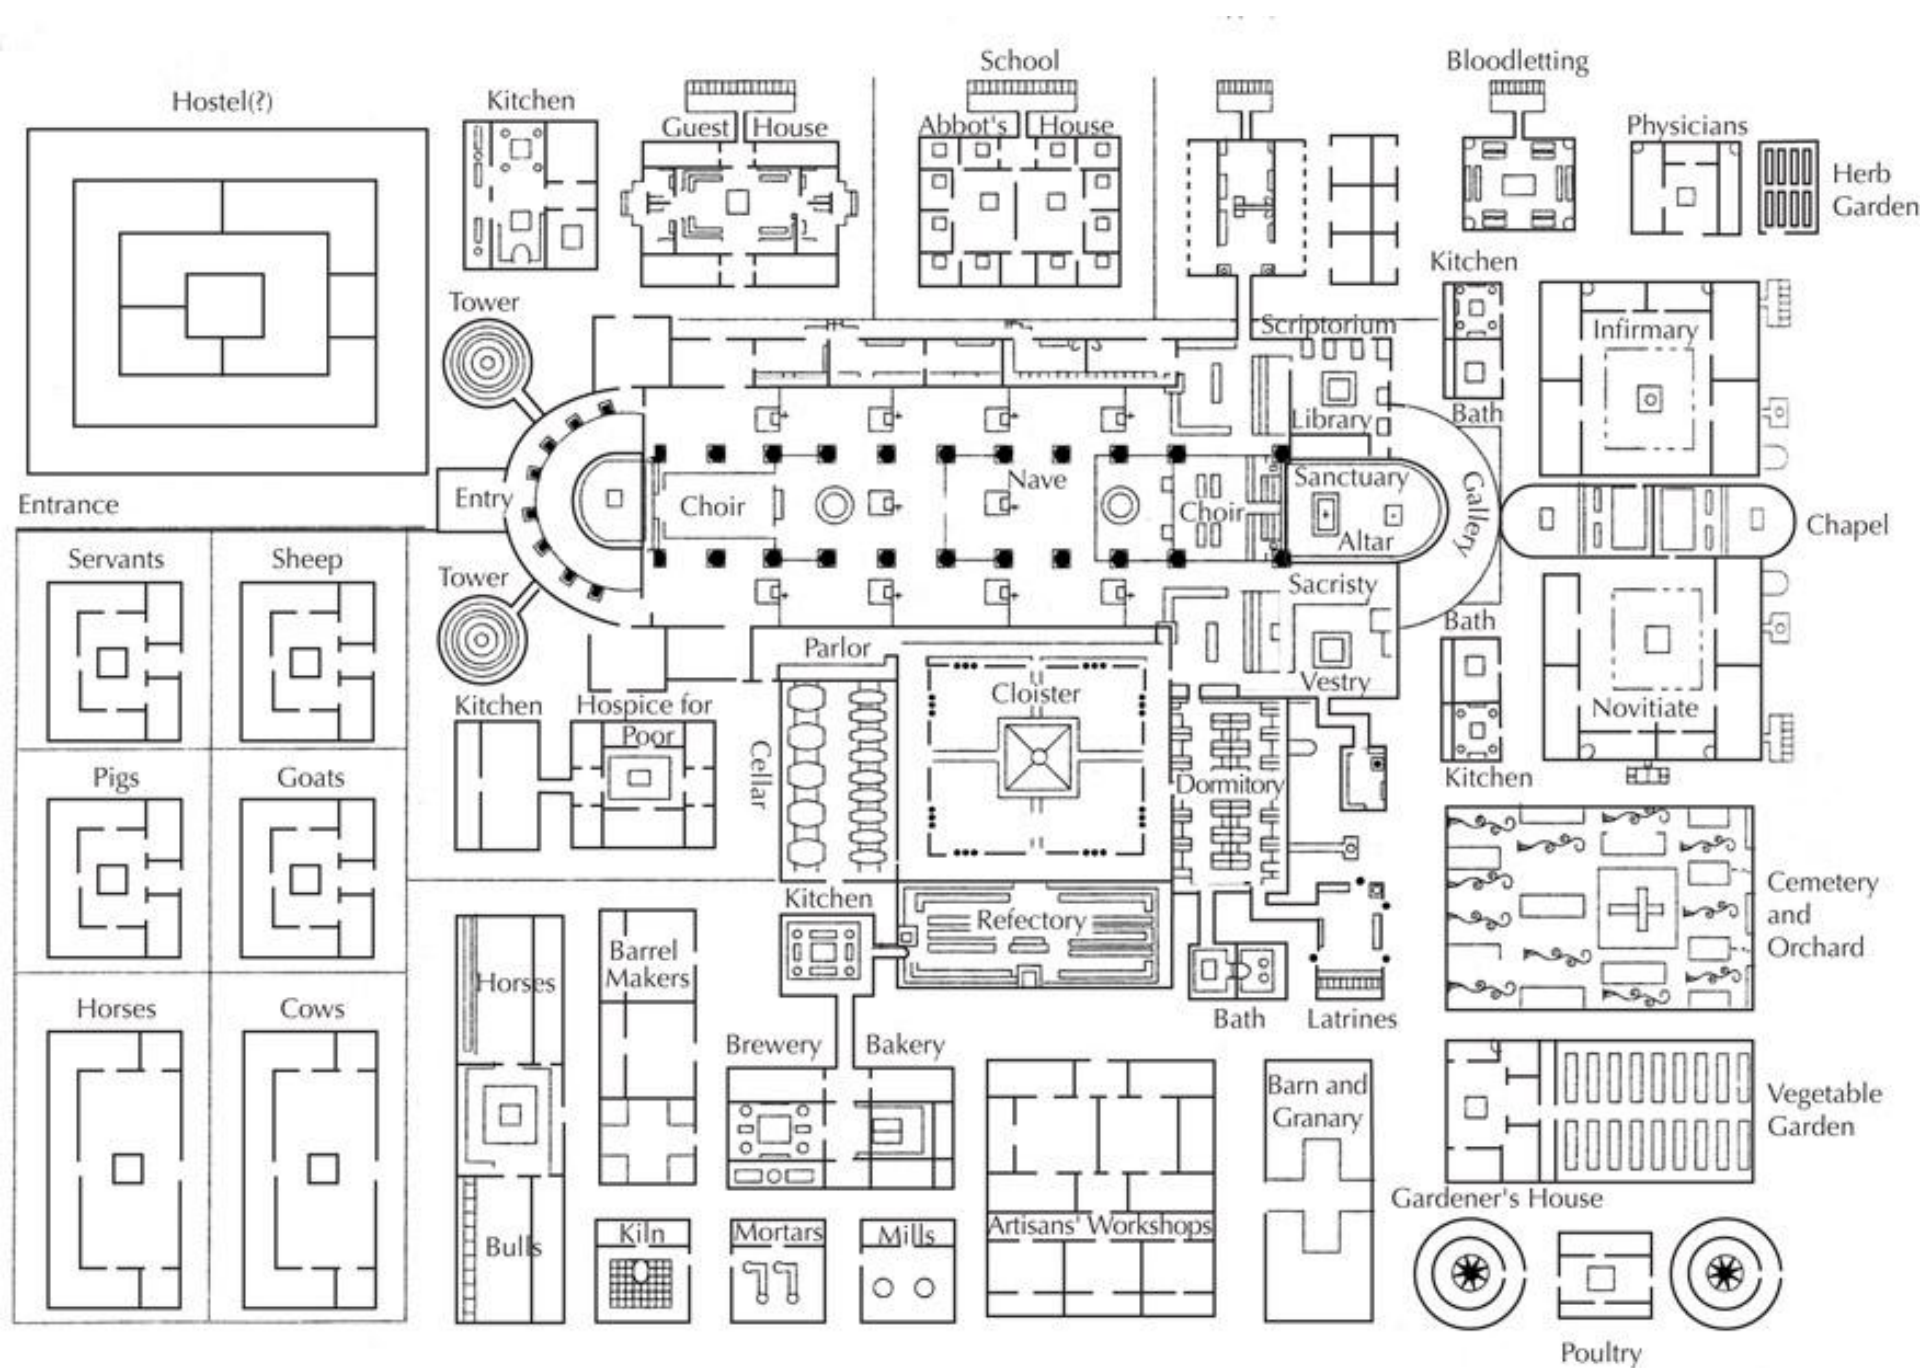 School
Bloodletting
Hostel(?)
Kitchen
Guest House
Abbot's House
Physicians
Herb
Garden
Kitchen
Tower
Scriptorium
Infirmary
Library
Bath
Entrance
Entry
Choir
Nave
Choir
Sanctuary
Altar
Gallery
Chapel
Servants
Sheep
Tower
Sacristy
Bath
Parlor
Cloister
Vestry
Novitiate
Kitchen
Hospice for
Poor
Cellar
Dormitory
Kitchen
Pigs
Goats
Kitchen
Refectory
Cemetery
and
Orchard
Horses
Barrel
Makers
Horses
Cows
Bath
Latrines
Brewery
Bakery
Barn and
Granary
Vegetable
Garden
Gardener's House
Bulls
Kiln
Mortars
Mills
Artisans' Workshops
Poultry